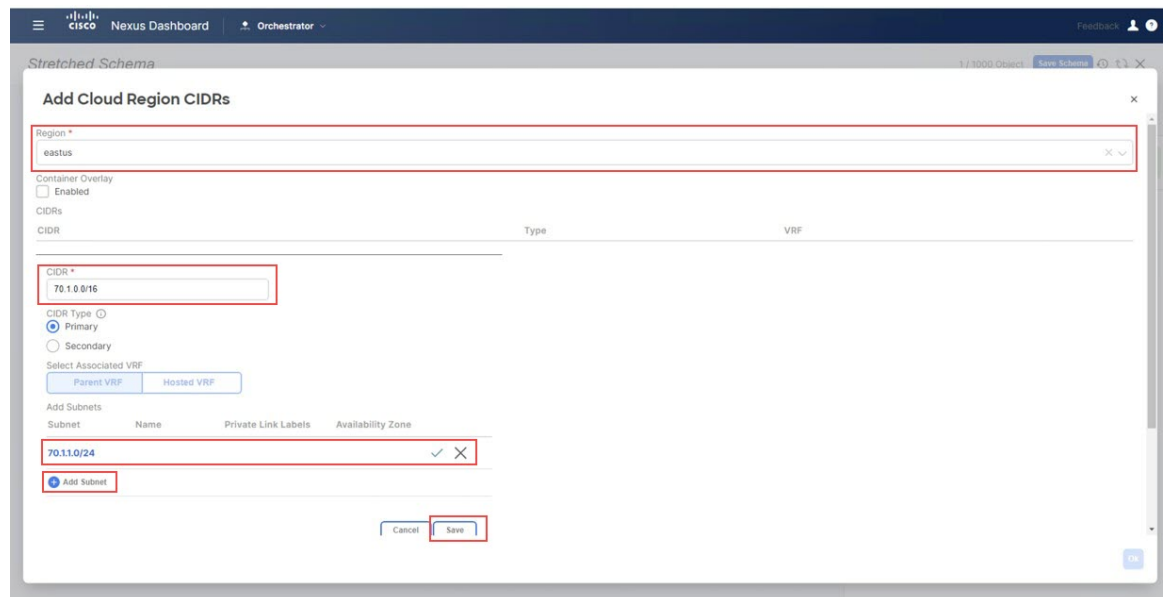 cisco Nexus Dashboard Orchestrator Feedback
Stretched Schema 1 / 1000 Object Save Schema
Add Cloud Region CIDRs
Region *
eastus
Container Overlay
Enabled
CIDRs
CIDR Type VRF
CIDR *
70.1.0.0/16
CIDR Type
Primary
Secondary
Select Associated VRF
Parent VRF Hosted VRF
Add Subnets
Subnet Name Private Link Labels Availability Zone
70.1.1.0/24
Add Subnet
Cancel Save
OK